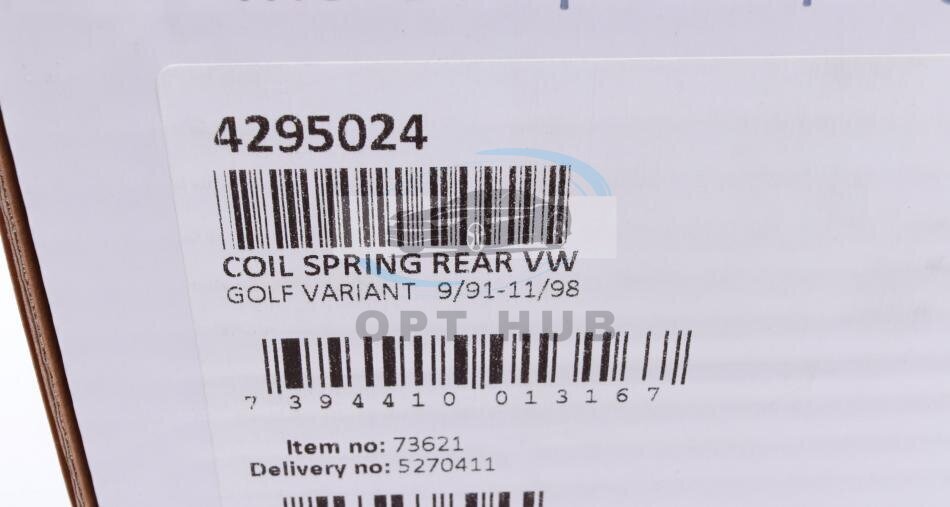 4295024
COIL SPRING REAR VW
GOLF VARIANT 9/91-11/98
OPT HUB
7 394410 013167
Item no: 73621
Delivery no: 5270411